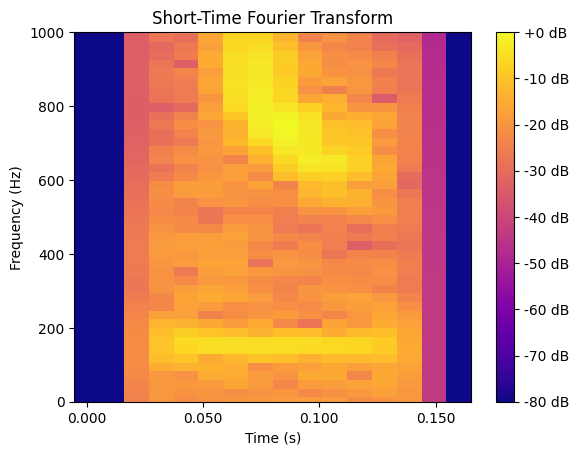 Short-Time Fourier Transform
1000
800
600
400
200
0
Frequency (Hz)
0.000
0.050
0.100
0.150
Time (s)
+0 dB
-10 dB
-20 dB
-30 dB
-40 dB
-50 dB
-60 dB
-70 dB
-80 dB